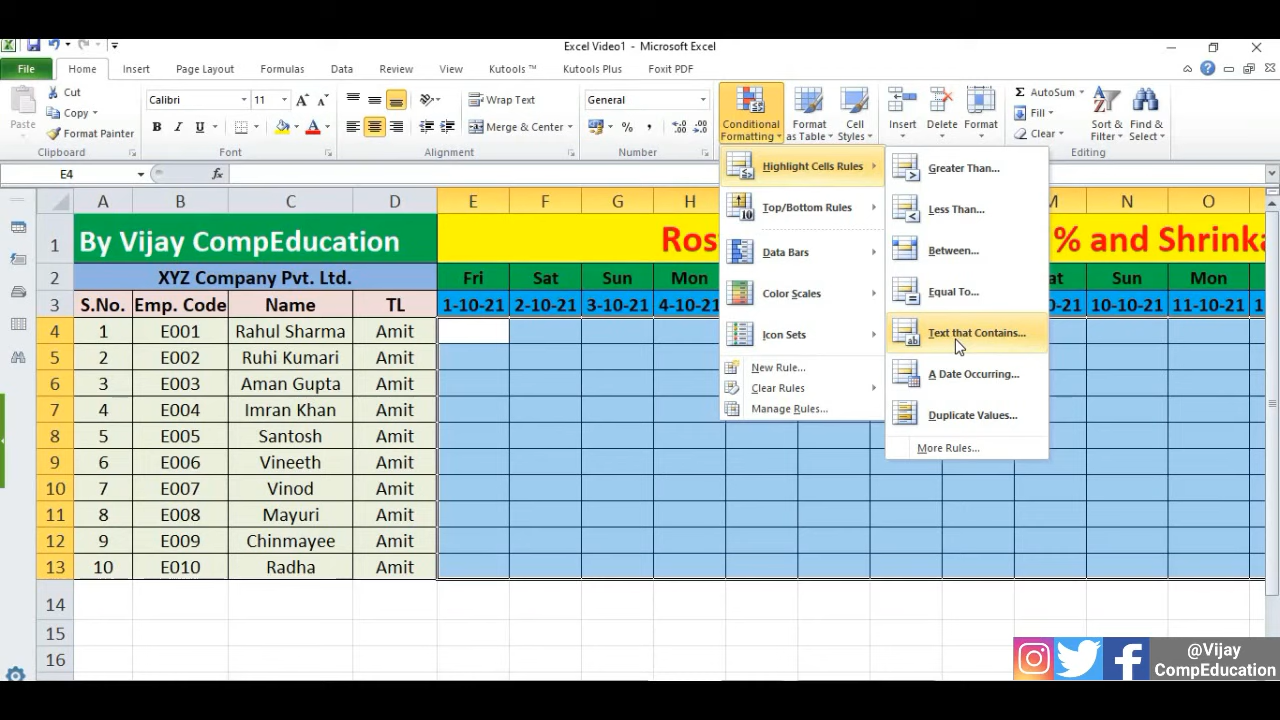 Excel Video1 - Microsoft Excel
File Home Insert Page Layout Formulas Data Review View Kutools ™ Kutools Plus Foxit PDF
Paste
Cut
Copy
Format Painter
Clipboard
Calibri 11
B I U
Font
Wrap Text
Merge & Center
Alignment
General
Number
Conditional Formatting
Format as Table
Cell Styles
Insert
Delete
Format
Σ AutoSum
Fill
Clear
Sort & Filter
Find & Select
Editing
E4
fx
Highlight Cells Rules
Top/Bottom Rules
Data Bars
Color Scales
Icon Sets
New Rule...
Clear Rules
Manage Rules...
Greater Than...
Less Than...
Between...
Equal To...
Text that Contains...
A Date Occurring...
Duplicate Values...
More Rules...
A B C D E F G H M N O
1 By Vijay CompEducation % and
2 XYZ Company Pvt. Ltd. Fri Sat Sun Mon Sun Mon
3 S.No. Emp. Code Name TL 1-10-21 2-10-21 3-10-21 4-10-21 10-10-21 11-10-21
4 1 E001 Rahul Sharma Amit
5 2 E002 Ruhi Kumari Amit
6 3 E003 Aman Gupta Amit
7 4 E004 Imran Khan Amit
8 5 E005 Santosh Amit
9 6 E006 Vineeth Amit
10 7 E007 Vinod Amit
11 8 E008 Mayuri Amit
12 9 E009 Chinmayee Amit
13 10 E010 Radha Amit
14
15
16
@Vijay
CompEducation